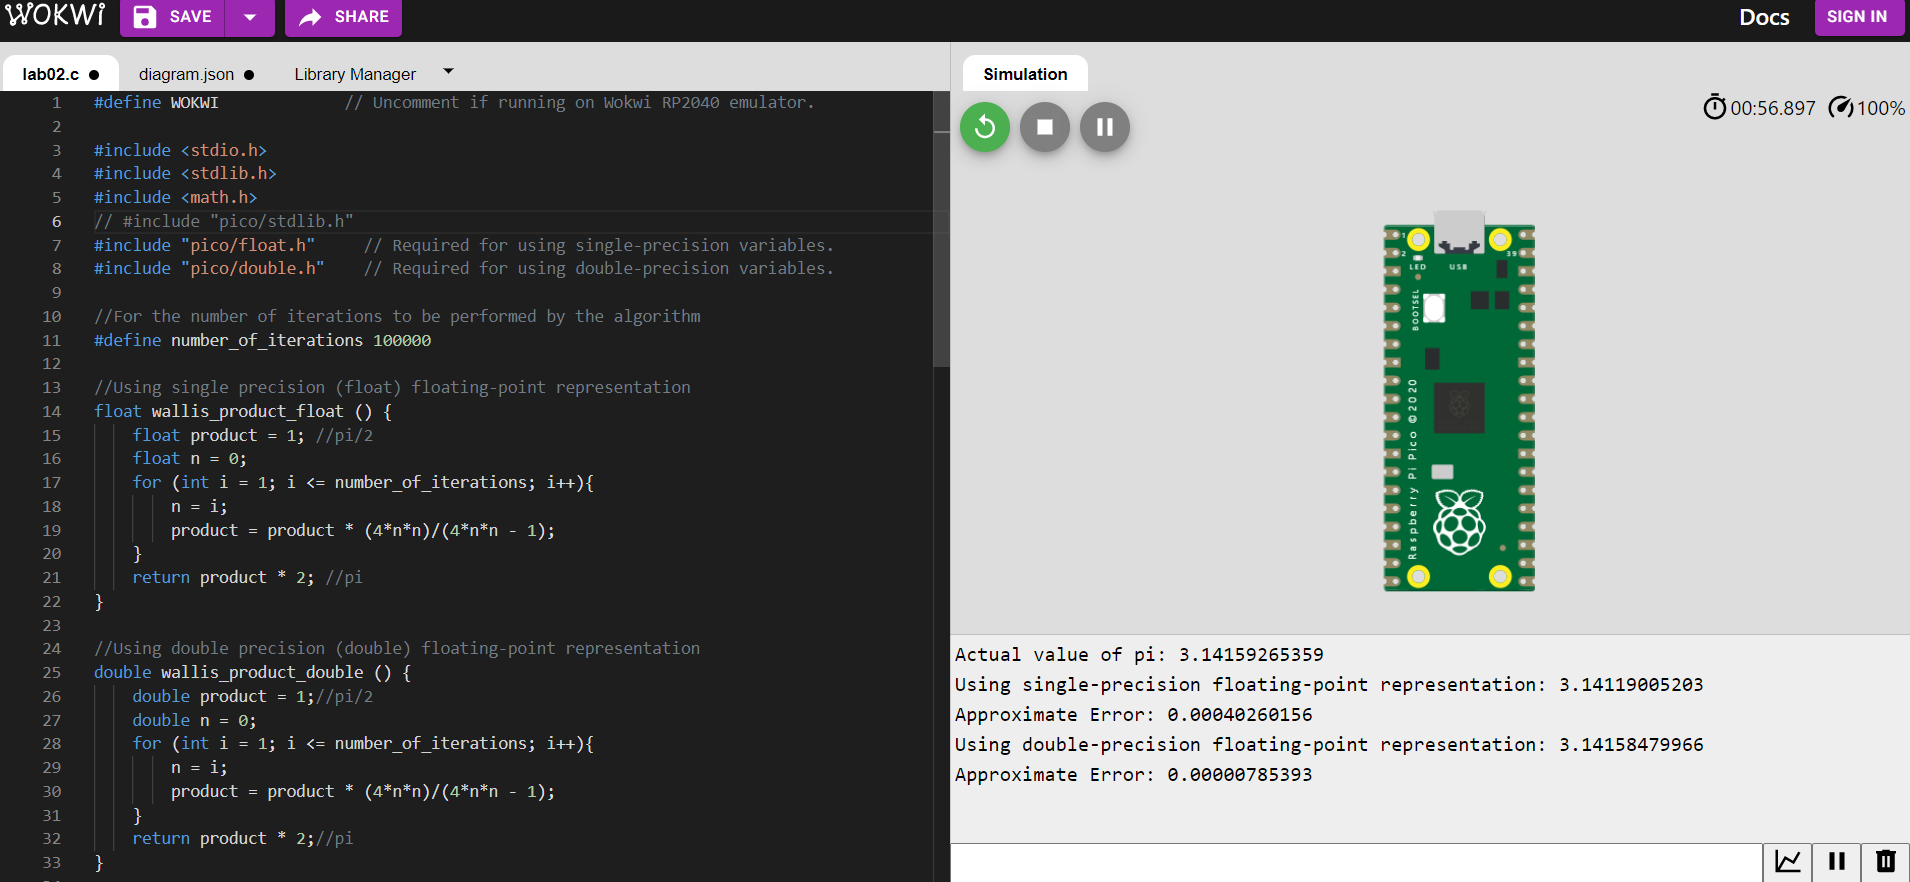 WOKWi SAVE SHARE Docs SIGN IN
lab02.c ● diagram.json ● Library Manager
Simulation
1 #define WOKWI // Uncomment if running on Wokwi RP2040 emulator.
2
3 #include <stdio.h>
4 #include <stdlib.h>
5 #include <math.h>
6 // #include "pico/stdlib.h"
7 #include "pico/float.h" // Required for using single-precision variables.
8 #include "pico/double.h" // Required for using double-precision variables.
9
10 //For the number of iterations to be performed by the algorithm
11 #define number_of_iterations 100000
12
13 //Using single precision (float) floating-point representation
14 float wallis_product_float () {
15 float product = 1; //pi/2
16 float n = 0;
17 for (int i = 1; i <= number_of_iterations; i++){
18 n = i;
19 product = product * (4*n*n)/(4*n*n - 1);
20 }
21 return product * 2; //pi
22 }
23
24 //Using double precision (double) floating-point representation
25 double wallis_product_double () {
26 double product = 1;//pi/2
27 double n = 0;
28 for (int i = 1; i <= number_of_iterations; i++){
29 n = i;
30 product = product * (4*n*n)/(4*n*n - 1);
31 }
32 return product * 2;//pi
33 }
00:56.897 100%
1
2
39
LED USB
BOOTSEL
Raspberry Pi Pico ©2020
Actual value of pi: 3.14159265359
Using single-precision floating-point representation: 3.14119005203
Approximate Error: 0.00040260156
Using double-precision floating-point representation: 3.14158479966
Approximate Error: 0.00000785393